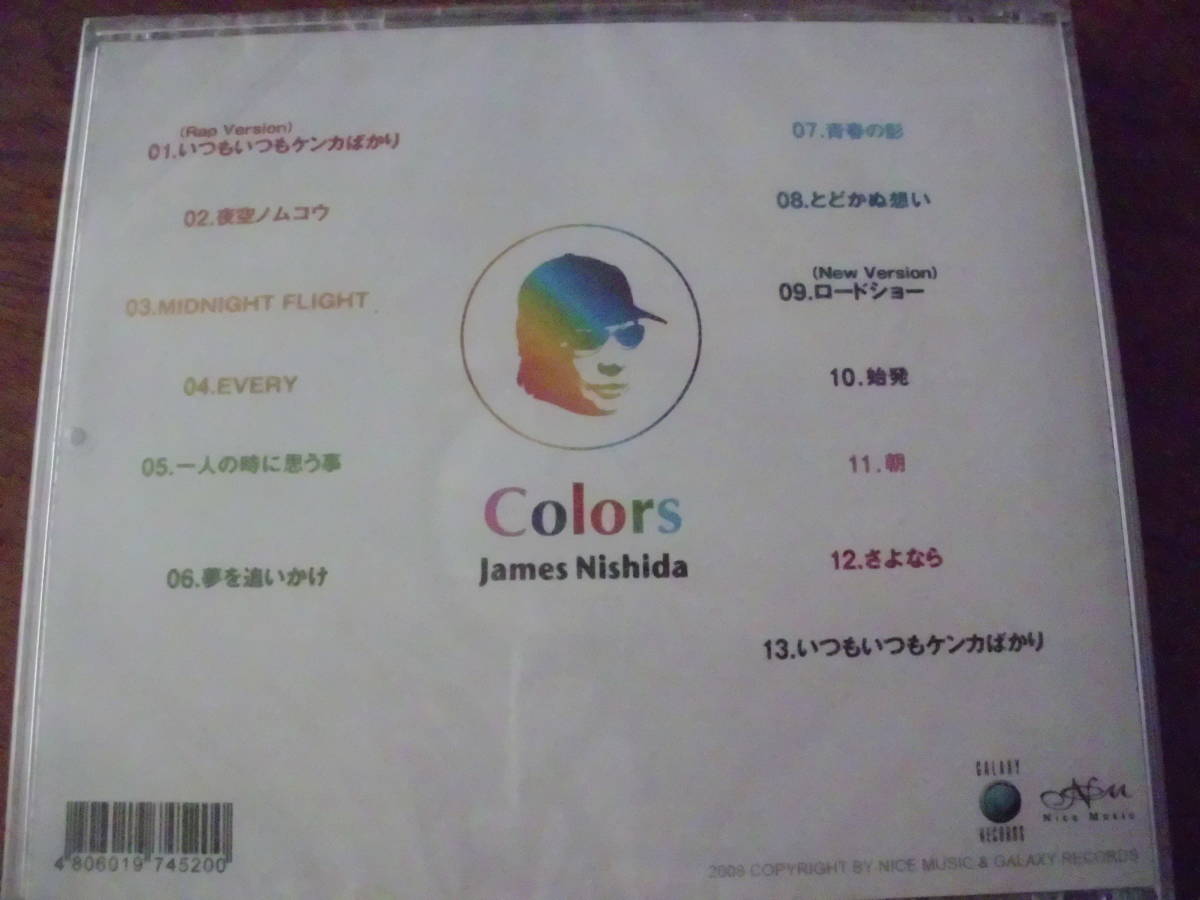 (Rap Version)
01.いつもいつもケンカばかり
02.夜空ノムコウ
03.MIDNIGHT FLIGHT
04.EVERY
05.一人の時に思う事
06.夢を追いかけ
07.青春の影
08.とどかぬ想い
(New Version)
09.ロードショー
10.始発
11.朝
12.さよなら
13.いつもいつもケンカばかり
Colors
James Nishida
4 806019 745200
GALAXY
RECORDS
Nice Music
2008 COPYRIGHT BY NICE MUSIC & GALAXY RECORDS